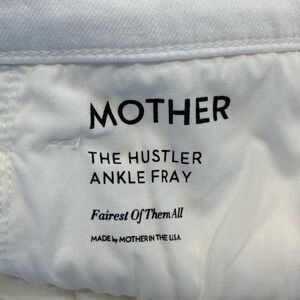 MOTHER
THE HUSTLER
ANKLE FRAY
Fairest Of Them All
MADE by MOTHER IN THE U.S.A.